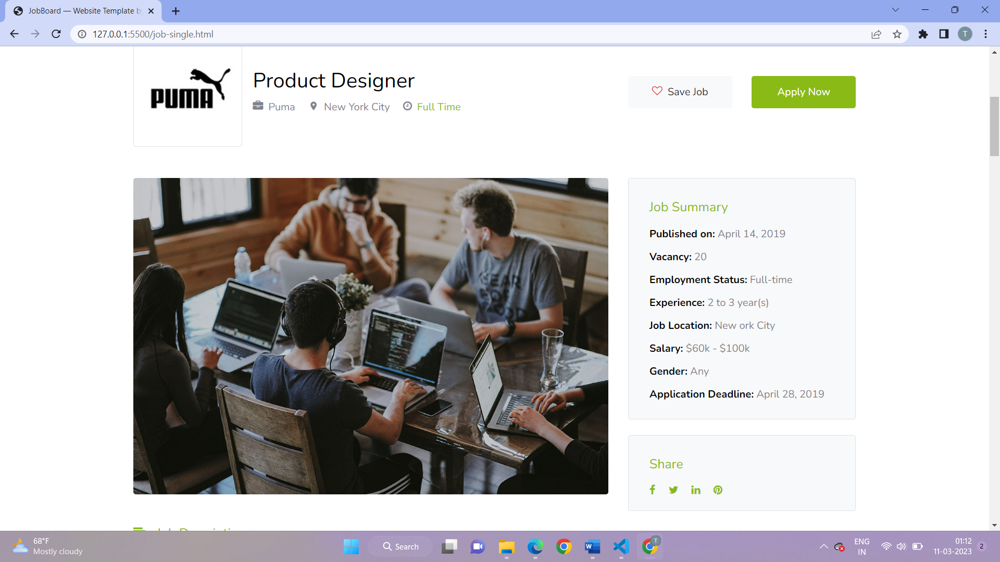 JobBoard — Website Template by
127.0.0.1:5500/job-single.html
T
PUMA
Product Designer
Puma New York City Full Time
Save Job
Apply Now
Job Summary
Published on: April 14, 2019
Vacancy: 20
Employment Status: Full-time
Experience: 2 to 3 year(s)
Job Location: New ork City
Salary: $60k - $100k
Gender: Any
Application Deadline: April 28, 2019
Share
68°F
Mostly cloudy
Search
T
ENG
IN
01:12
11-03-2023
2